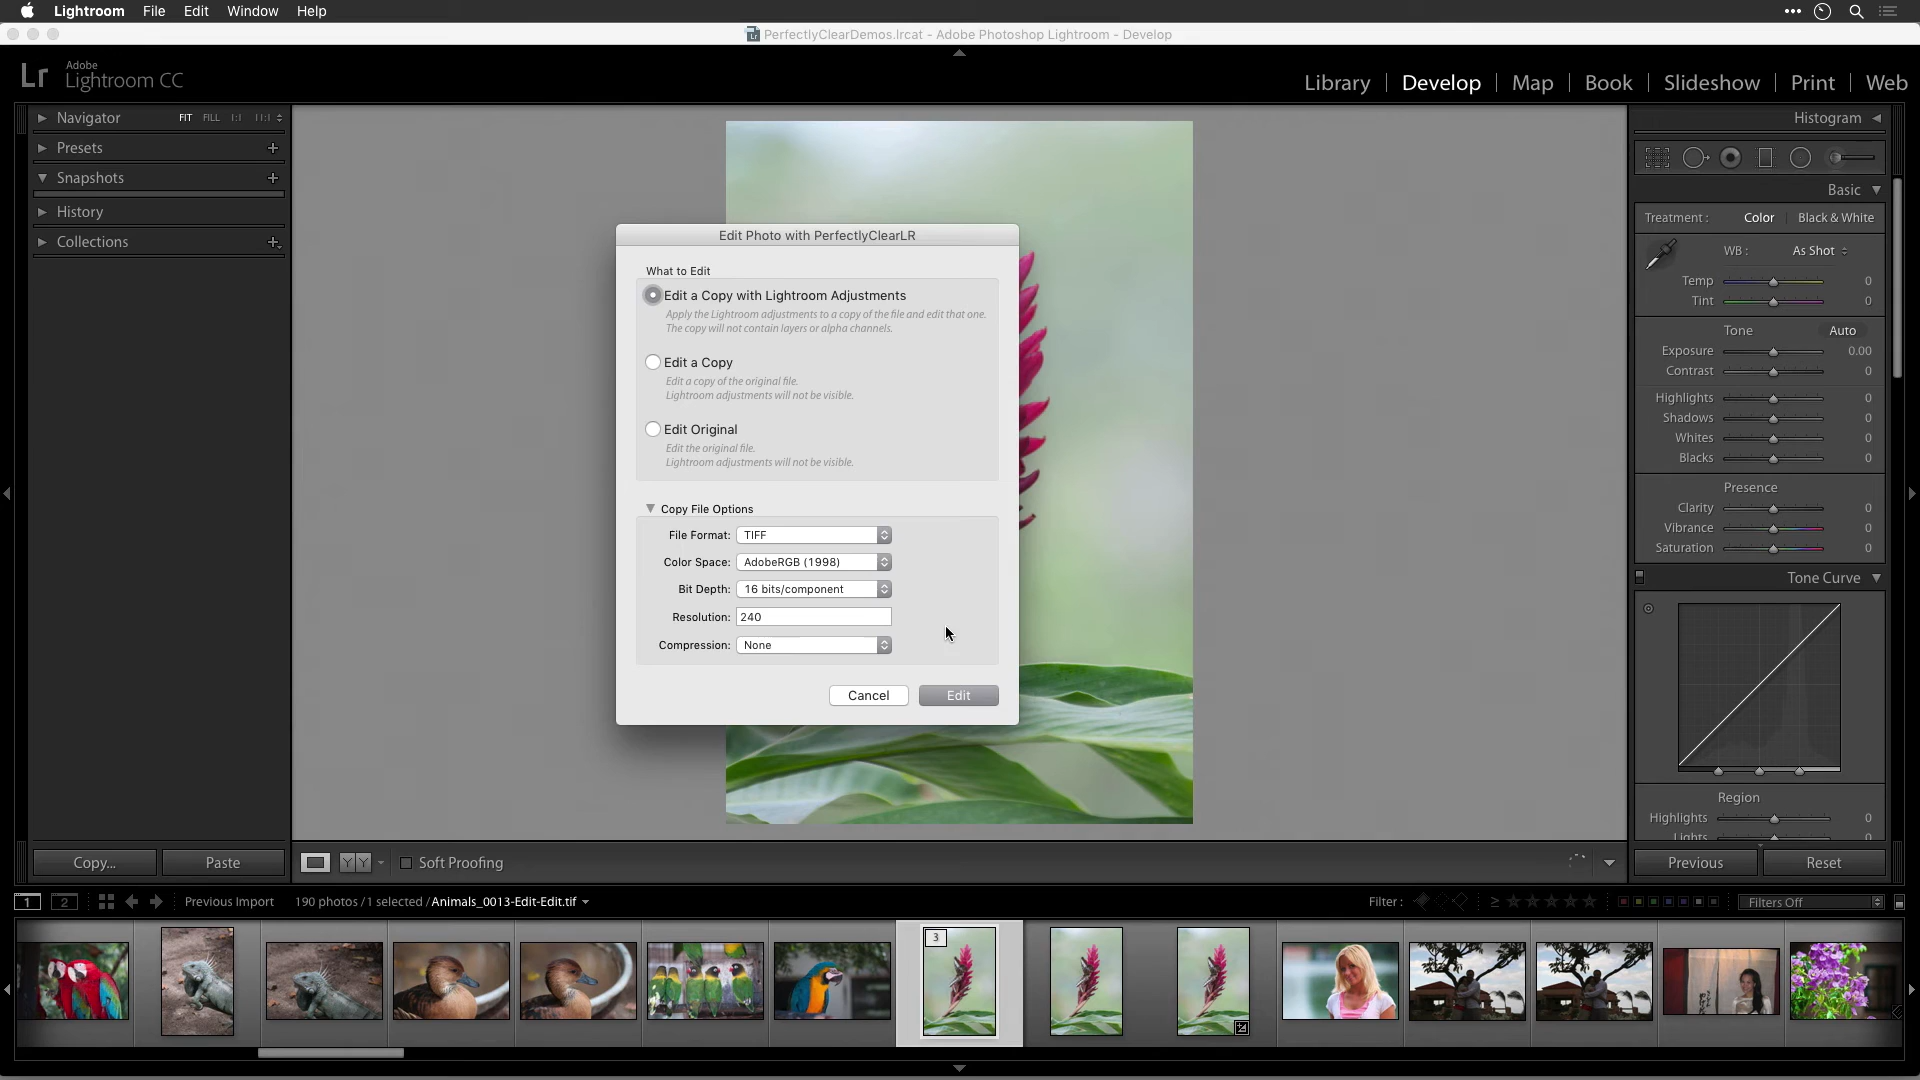 Lightroom File Edit Window Help
PerfectlyClearDemos.lrcat - Adobe Photoshop Lightroom - Develop
Lr Adobe Lightroom CC
Library | Develop | Map | Book | Slideshow | Print | Web
Navigator FIT FILL 1:1 11:1
Presets
Snapshots
History
Collections
Histogram
Basic
Treatment : Color Black & White
WB : As Shot
Temp 0
Tint 0
Tone Auto
Exposure 0.00
Contrast 0
Highlights 0
Shadows 0
Whites 0
Blacks 0
Presence
Clarity 0
Vibrance 0
Saturation 0
Tone Curve
Region
Highlights 0
Lights 0
Edit Photo with PerfectlyClearLR
What to Edit
Edit a Copy with Lightroom Adjustments
Apply the Lightroom adjustments to a copy of the file and edit that one.
The copy will not contain layers or alpha channels.
Edit a Copy
Edit a copy of the original file.
Lightroom adjustments will not be visible.
Edit Original
Edit the original file.
Lightroom adjustments will not be visible.
Copy File Options
File Format: TIFF
Color Space: AdobeRGB (1998)
Bit Depth: 16 bits/component
Resolution: 240
Compression: None
Cancel Edit
Copy... Paste
YY Soft Proofing
Previous Reset
1 2 Previous Import 190 photos / 1 selected / Animals_0013-Edit-Edit.tif
Filter : ≥ Filters Off
3